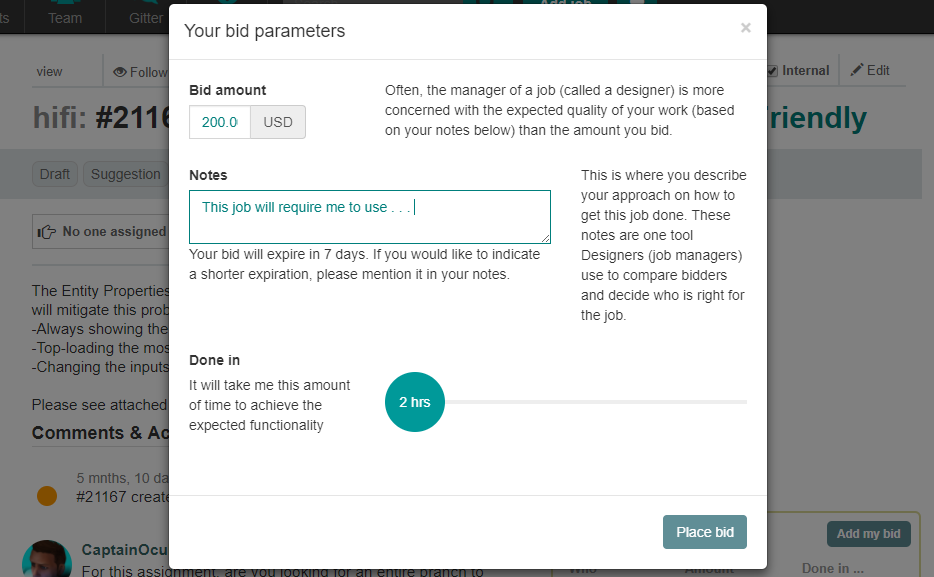 Team
Gitter
Add job
Your bid parameters
×
view
Follow
Internal
Edit
Bid amount
200.0
USD
Often, the manager of a job (called a designer) is more
concerned with the expected quality of your work (based
on your notes below) than the amount you bid.
hifi: #2116
riendly
Draft
Suggestion
Notes
This job will require me to use . . .
This is where you describe
your approach on how to
get this job done. These
notes are one tool
Designers (job managers)
use to compare bidders
and decide who is right for
the job.
No one assigned
Your bid will expire in 7 days. If you would like to indicate
a shorter expiration, please mention it in your notes.
The Entity Properties
will mitigate this prob
-Always showing the
-Top-loading the mos
-Changing the inputs
Please see attached
Done in
It will take me this amount
of time to achieve the
expected functionality
2 hrs
Comments & Ac
5 mnths, 10 da
#21167 create
Place bid
Add my bid
CaptainOcu
For this assignment, are you looking for an entire branch to
Who
Amount
Done in ...